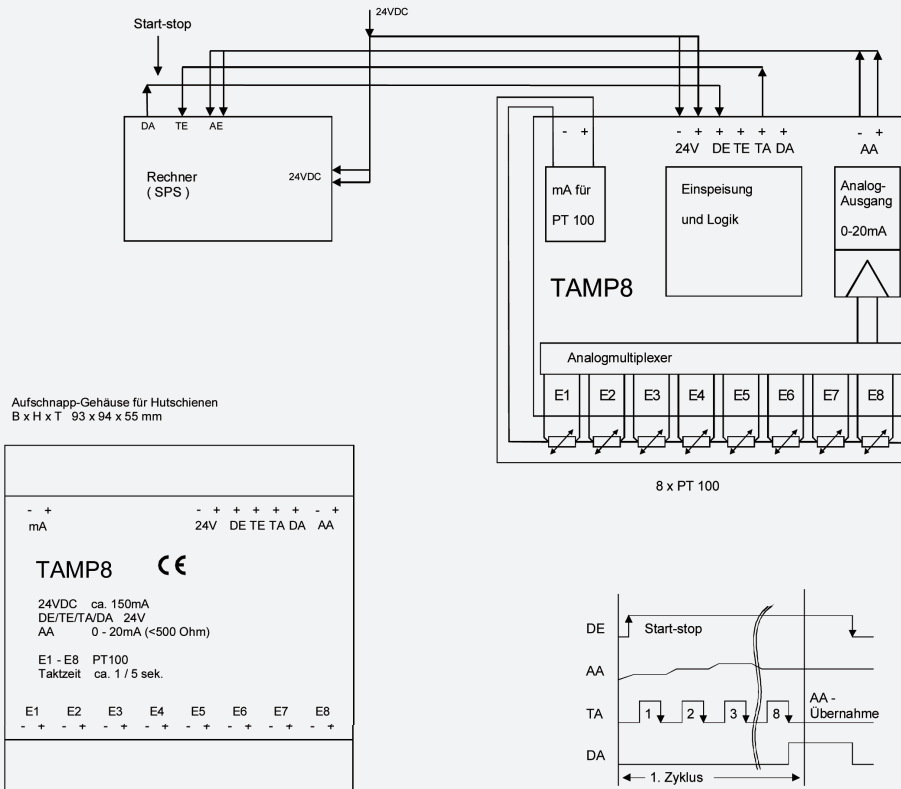 24VDC
Start-stop
DA TE AE
Rechner
( SPS )
24VDC
- +
- + + + + +
24V DE TE TA DA
- +
AA
mA für
PT 100
Einspeisung
und Logik
Analog-
Ausgang
0-20mA
TAMP8
Analogmultiplexer
E1 E2 E3 E4 E5 E6 E7 E8
8 x PT 100
Aufschnapp-Gehäuse für Hutschienen
B x H x T 93 x 94 x 55 mm
- +
mA
- + + + + + - +
24V DE TE TA DA AA
TAMP8 CE
24VDC ca. 150mA
DE/TE/TA/DA 24V
AA 0 - 20mA (<500 Ohm)
E1 - E8 PT100
Taktzeit ca. 1 / 5 sek.
E1 E2 E3 E4 E5 E6 E7 E8
- + - + - + - + - + - + - + - +
DE Start-stop
AA
TA 1 2 3 8
AA -
Übernahme
DA
1. Zyklus